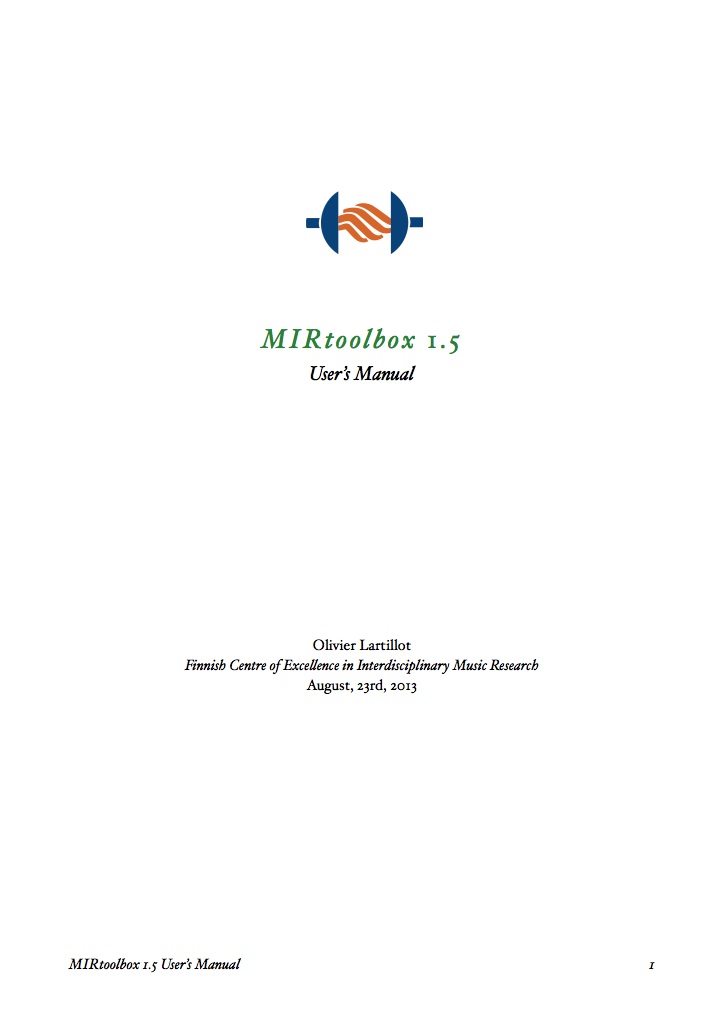 MIRtoolbox 1.5
User's Manual
Olivier Lartillot
Finnish Centre of Excellence in Interdisciplinary Music Research
August, 23rd, 2013
MIRtoolbox 1.5 User's Manual 1